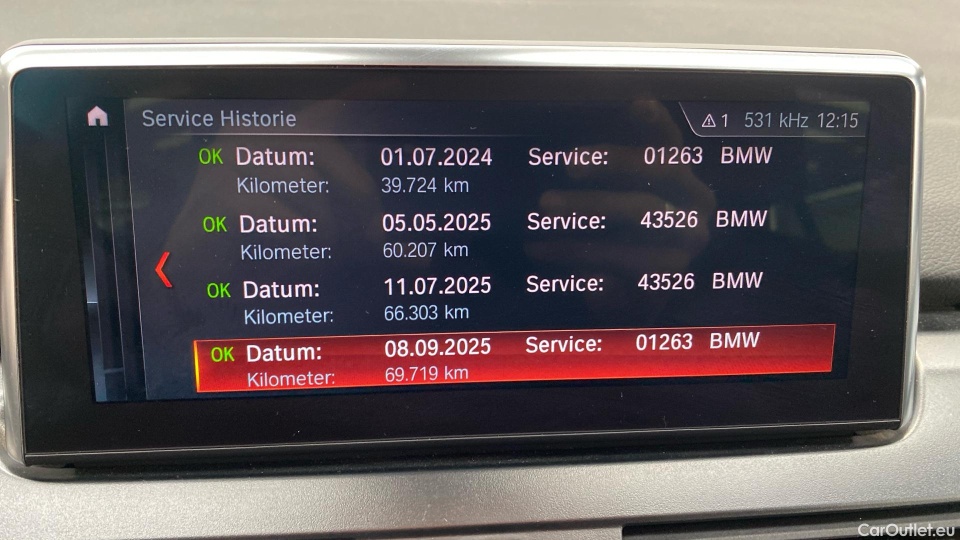 Service Historie 1 531 kHz 12:15
OK Datum: 01.07.2024 Service: 01263 BMW
Kilometer: 39.724 km
OK Datum: 05.05.2025 Service: 43526 BMW
Kilometer: 60.207 km
OK Datum: 11.07.2025 Service: 43526 BMW
Kilometer: 66.303 km
OK Datum: 08.09.2025 Service: 01263 BMW
Kilometer: 69.719 km
CarOutlet.eu